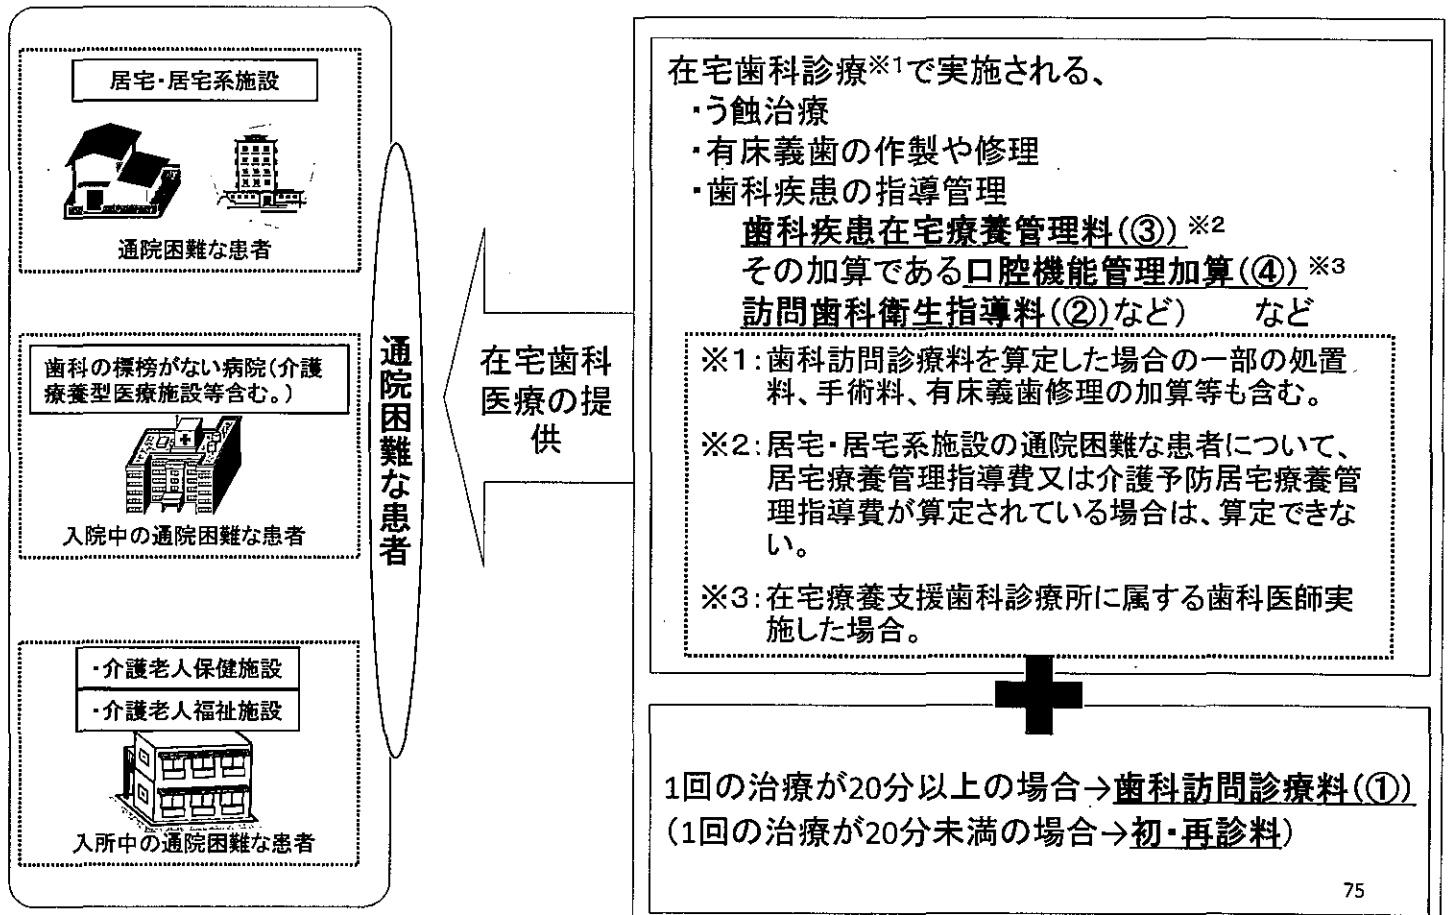 居宅・居宅系施設
通院困難な患者
歯科の標榜がない病院(介護
療養型医療施設等含む。)
入院中の通院困難な患者
・介護老人保健施設
・介護老人福祉施設
入所中の通院困難な患者
通院困難な患者
在宅歯科
医療の提
供
在宅歯科診療※1で実施される、
・う蝕治療
・有床義歯の作製や修理
・歯科疾患の指導管理
歯科疾患在宅療養管理料(③)※2
その加算である口腔機能管理加算(④)※3
訪問歯科衛生指導料(②)など) など
※1:歯科訪問診療料を算定した場合の一部の処置
料、手術料、有床義歯修理の加算等も含む。
※2:居宅・居宅系施設の通院困難な患者について、
居宅療養管理指導費又は介護予防居宅療養管
理指導費が算定されている場合は、算定できな
い。
※3:在宅療養支援歯科診療所に属する歯科医師実
施した場合。
1回の治療が20分以上の場合→歯科訪問診療料(①)
(1回の治療が20分未満の場合→初・再診料)
75